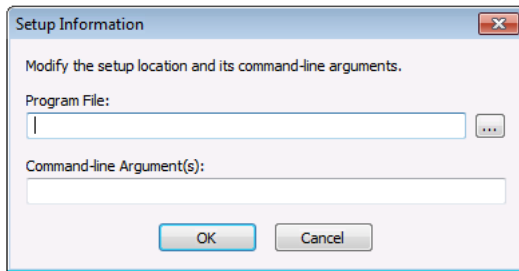 Setup Information
Modify the setup location and its command-line arguments.
Program File:
...
Command-line Argument(s):
OK Cancel